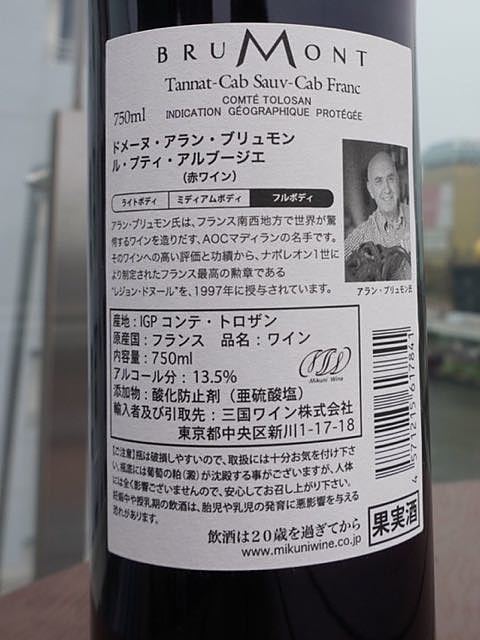 BRUMONT
Tannat-Cab Sauv-Cab Franc
COMTÉ TOLOSAN
750ml INDICATION GÉOGRAPHIQUE PROTÉGÉE
ドメーヌ・アラン・ブリュモン
ル・プティ・アルブージエ
(赤ワイン)
ライトボディ ミディアムボディ フルボディ
アラン・ブリュモン氏は、フランス南西地方で世界が驚
愕するワインを造りだす、AOCマディランの名手です。
そのワインへの高い評価と功績から、ナポレオン1世に
より制定されたフランス最高の勲章である
"レジョン・ドヌール"を、1997年に授与されています。
アラン・ブリュモン氏
産地:IGP コンテ・トロザン
原産国:フランス 品名:ワイン
内容量:750ml
アルコール分:13.5%
Mikuni Wine
添加物:酸化防止剤(亜硫酸塩)
輸入者及び引取先:三国ワイン株式会社
東京都中央区新川1-17-18
4571215617841
【ご注意】瓶は破損しやすいので、取扱には十分お気を付け下さ
い。瓶底には葡萄の粕(澱)が沈殿する事がございますが、人体
には全く影響ございませんので、安心してお召し上がり下さい。
妊娠中や授乳期の飲酒は、胎児や乳児の発育に悪影響を与える
恐れがあります。
飲酒は20歳を過ぎてから
www.mikuniwine.co.jp
果実酒